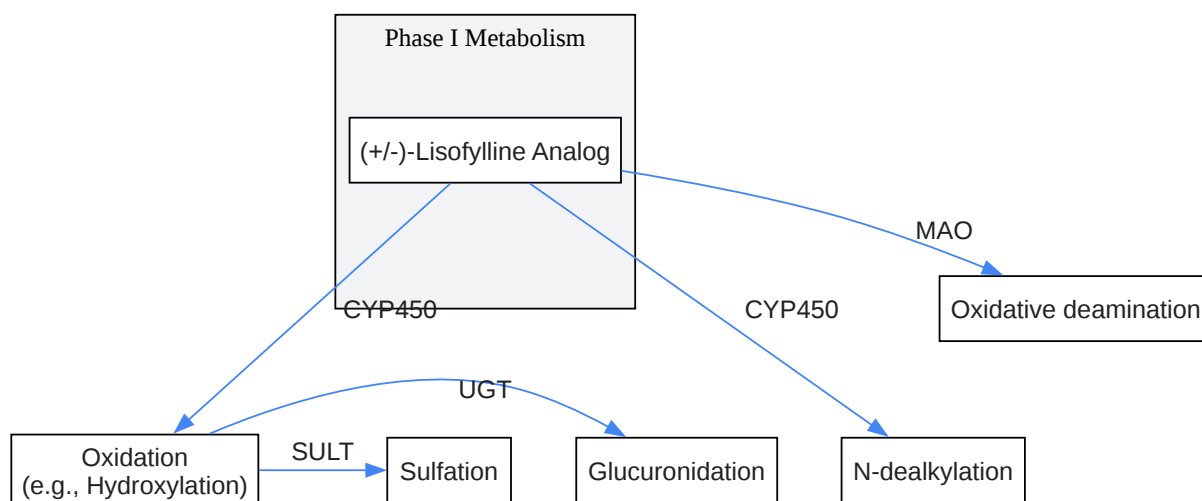 Phase I Metabolism
(+/-)-Lisofylline Analog
MAO
Oxidative deamination
CYP450
CYP450
UGT
Oxidation
(e.g., Hydroxylation)
SULT
Sulfation
Glucuronidation
N-dealkylation